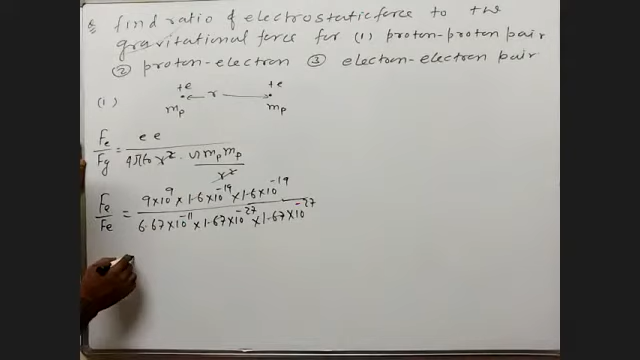 Q find ratio of electrostatic force to the
gravitational force for (1) proton-proton pair
② proton-electron ③ electron-electron pair
(1) +e r +e
mp mp
Fe/Fg = e e / 4πε0 r² · G mp mp / r²
Fe/Fe = 9×10⁹ × 1.6×10⁻¹⁹ × 1.6×10⁻¹⁹ / 6.67×10⁻¹¹ × 1.67×10⁻²⁷ × 1.67×10⁻²⁷